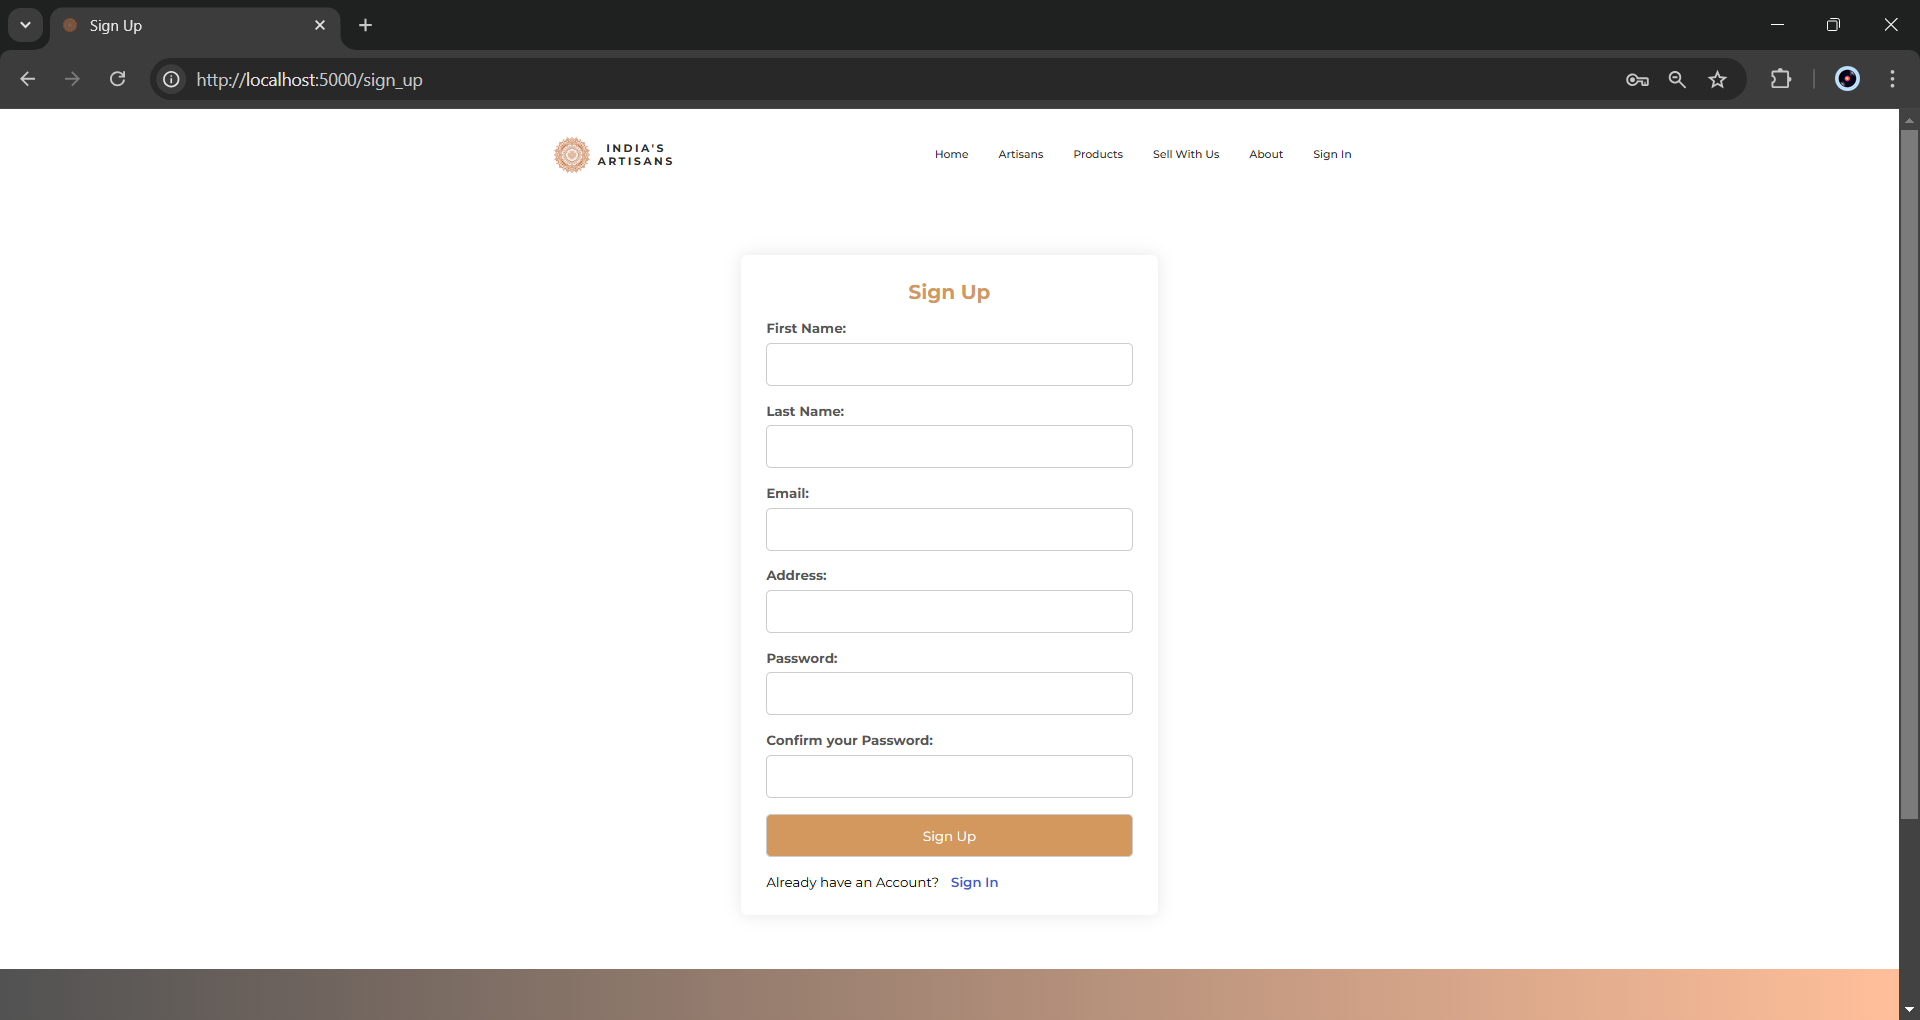 Sign Up
http://localhost:5000/sign_up
INDIA'S
ARTISANS
Home Artisans Products Sell With Us About Sign In
Sign Up
First Name:
Last Name:
Email:
Address:
Password:
Confirm your Password:
Sign Up
Already have an Account? Sign In